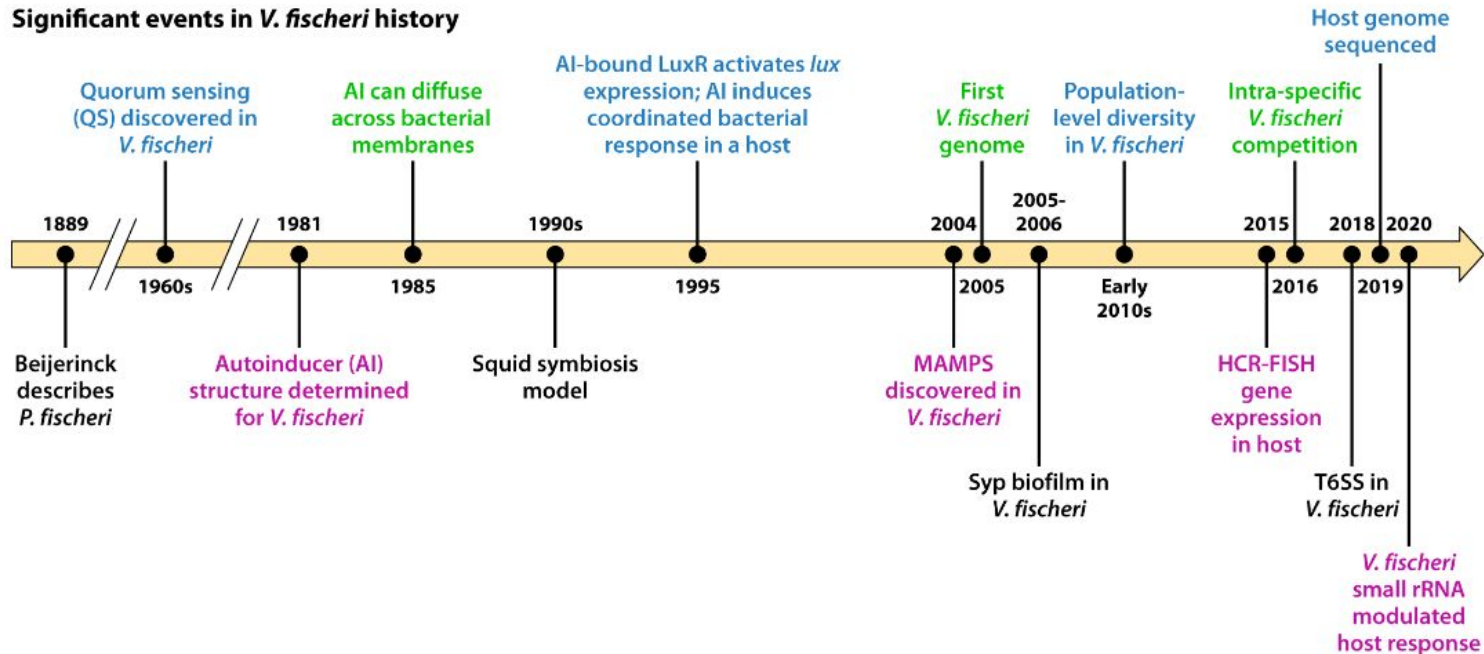 Significant events in V. fischeri history
Host genome
sequenced
Quorum sensing
(QS) discovered in
V. fischeri
AI can diffuse
across bacterial
membranes
AI-bound LuxR activates lux
expression; AI induces
coordinated bacterial
response in a host
First
V. fischeri
genome
Population-
level diversity
in V. fischeri
Intra-specific
V. fischeri
competition
1889
1981
1990s
2004
2005-
2006
2015
2018
2020
1960s
1985
1995
2005
Early
2010s
2016
2019
Beijerinck
describes
P. fischeri
Autoinducer (AI)
structure determined
for V. fischeri
Squid symbiosis
model
MAMPS
discovered in
V. fischeri
HCR-FISH
gene
expression
in host
Syp biofilm in
V. fischeri
T6SS in
V. fischeri
V. fischeri
small rRNA
modulated
host response